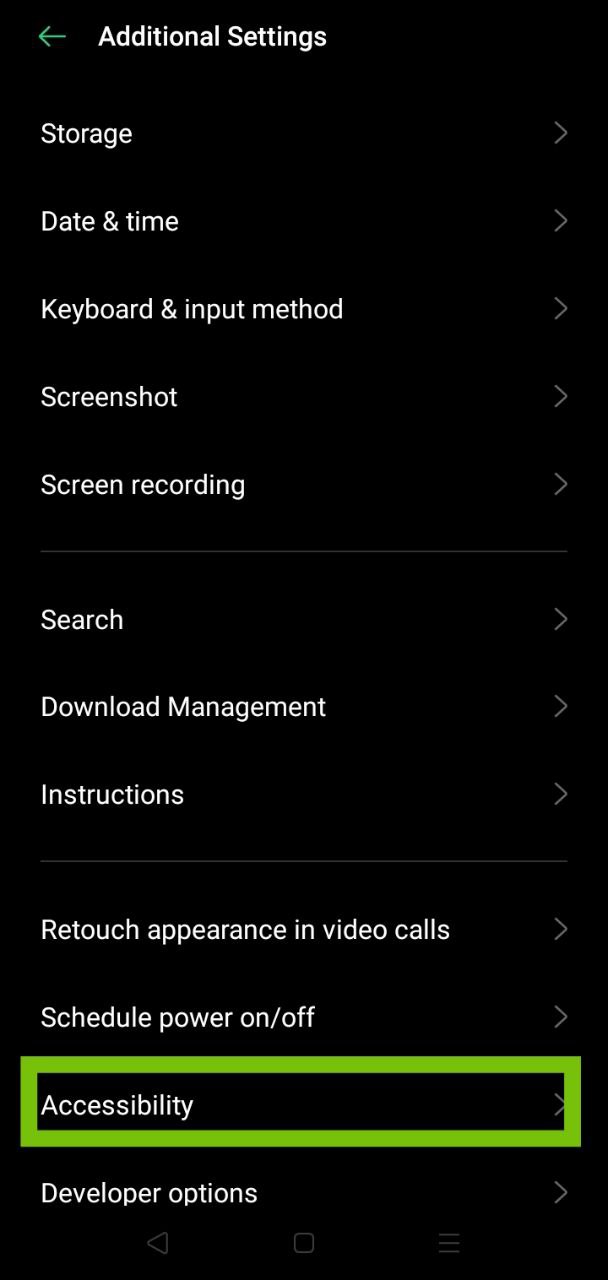 Additional Settings
Storage
Date & time
Keyboard & input method
Screenshot
Screen recording
Search
Download Management
Instructions
Retouch appearance in video calls
Schedule power on/off
Accessibility
Developer options